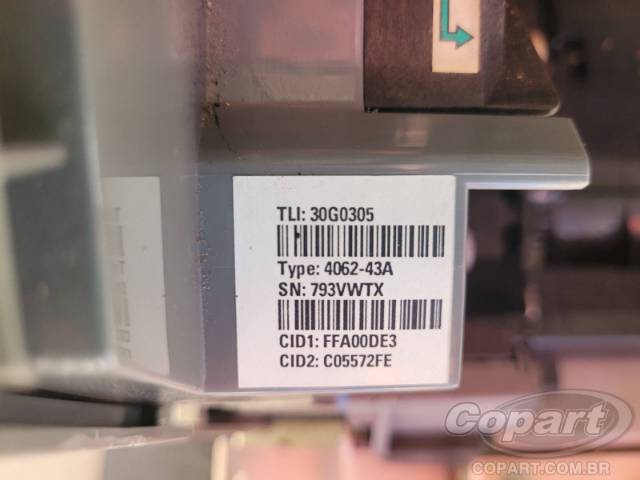 TLI: 30G0305
Type: 4062-43A
SN: 793VWTX
CID1: FFA00DE3
CID2: C05572FE
Copart
COPART.COM.BR